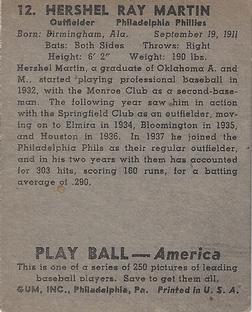 12. HERSHEL RAY MARTIN
Outfielder Philadelphia Phillies
Born: Birmingham, Ala. September 19, 1911
Bats: Both Sides Throws: Right
Height: 6' 2" Weight: 190 lbs.
Hershel Martin, a graduate of Oklahoma A. and
M., started playing professional baseball in
1932, with the Monroe Club as a second-base-
man. The following year saw him in action
with the Springfield Club as an outfielder, mov-
ing on to Elmira in 1934, Bloomington in 1935,
and Houston in 1936. In 1937 he joined the
Philadelphia Phils as their regular outfielder,
and in his two years with them has accounted
for 303 hits, scoring 160 runs, for a batting
average of .290.
PLAY BALL — America
This is one of a series of 250 pictures of leading
baseball players. Save to get them all.
GUM, INC., Philadelphia, Pa. Printed in U. S. A.